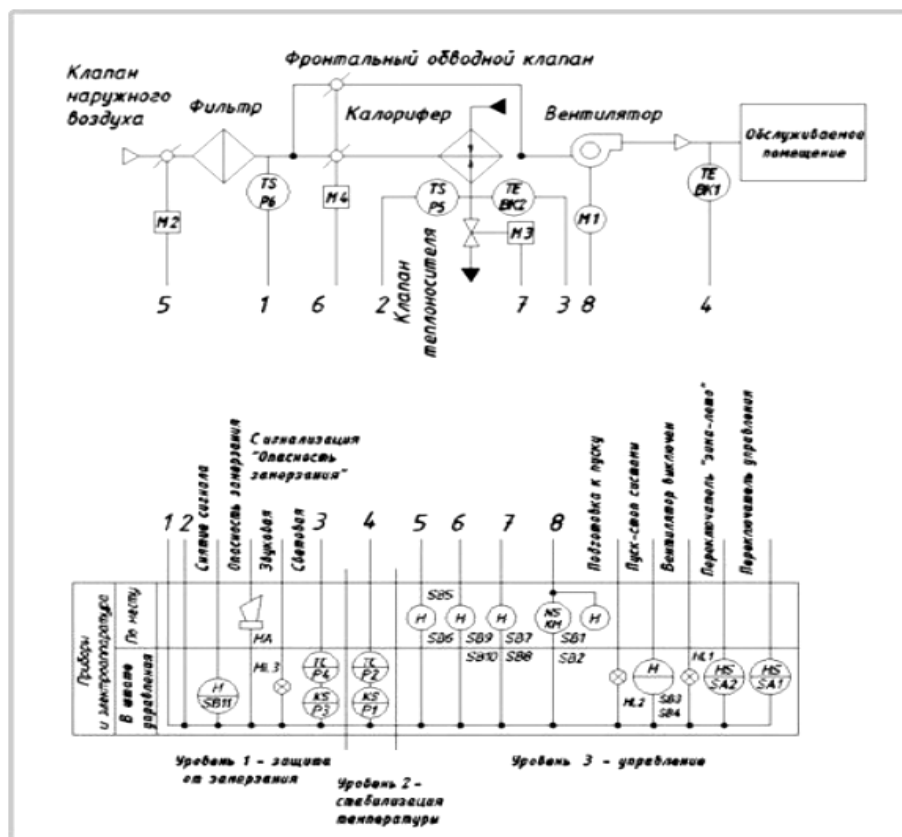 Фронтальный обводной клапан
Клапан
наружного
воздуха
Фильтр
Калорифер
Вентилятор
Обслуживаемое
помещение
TS
P6
M2
M4
TS
P5
TE
BK2
M3
M1
TE
BK1
Клапан
теплоносителя
5
1
6
2
7
3
8
4
Сигнализация
"Опасность
замерзания"
Снятие сигнала
Опасность замерзания
Звуковая
Световая
Подготовка к пуску
Пуск-стоп системы
Вентилятор выключен
Переключатель "зима-лето"
Переключатель управления
1
2
3
4
5
6
7
8
Приборы
и электроаппаратура
По месту
В щите
управления
HA
HL3
H
SB11
TC
P4
KS
P3
TC
P2
KS
P1
SB5
H
SB6
H
SB9
SB10
H
SB7
SB8
NS
KM
SB1
SB2
H
HL2
H
SB3
SB4
HL1
HS
SA2
HS
SA1
Уровень 1 - защита
от замерзания
Уровень 2 -
стабилизация
температуры
Уровень 3 - управление